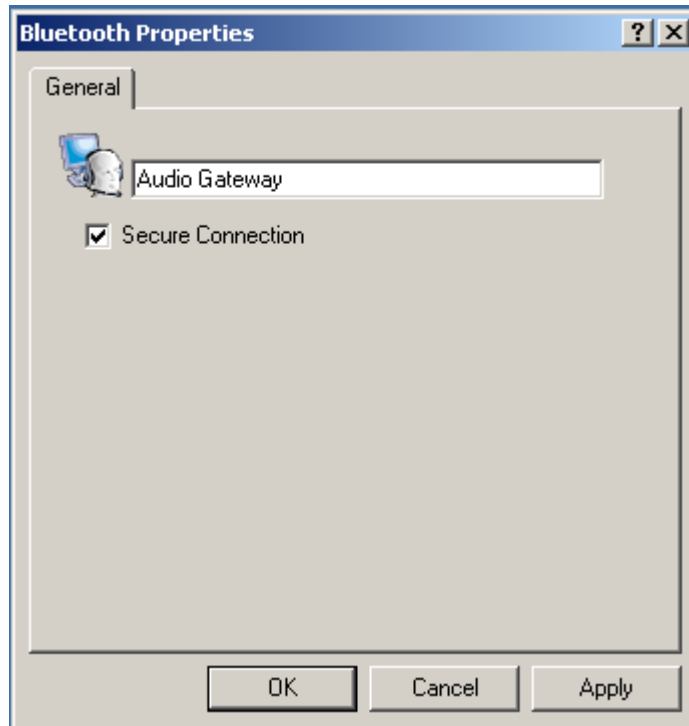 Bluetooth Properties
General
Audio Gateway
Secure Connection
OK Cancel Apply